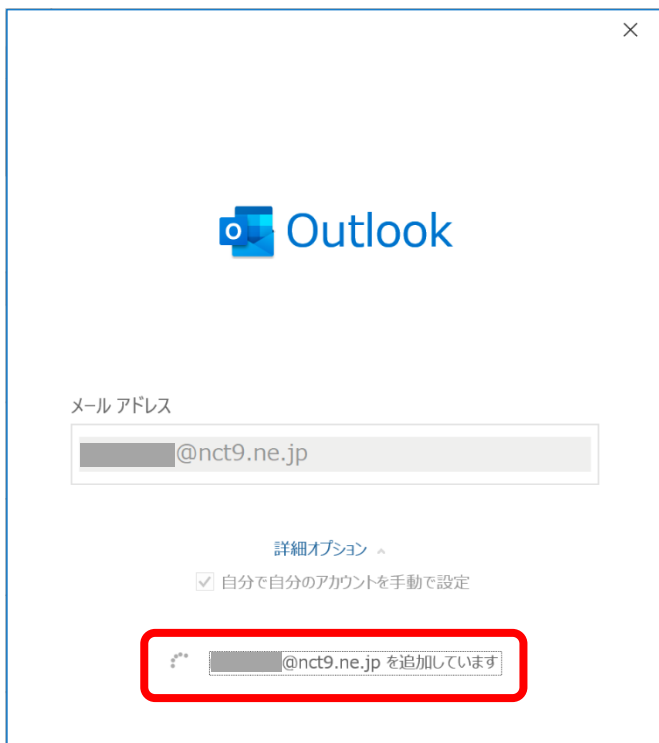 Outlook
メール アドレス
@nct9.ne.jp
詳細オプション
自分で自分のアカウントを手動で設定
@nct9.ne.jp を追加しています